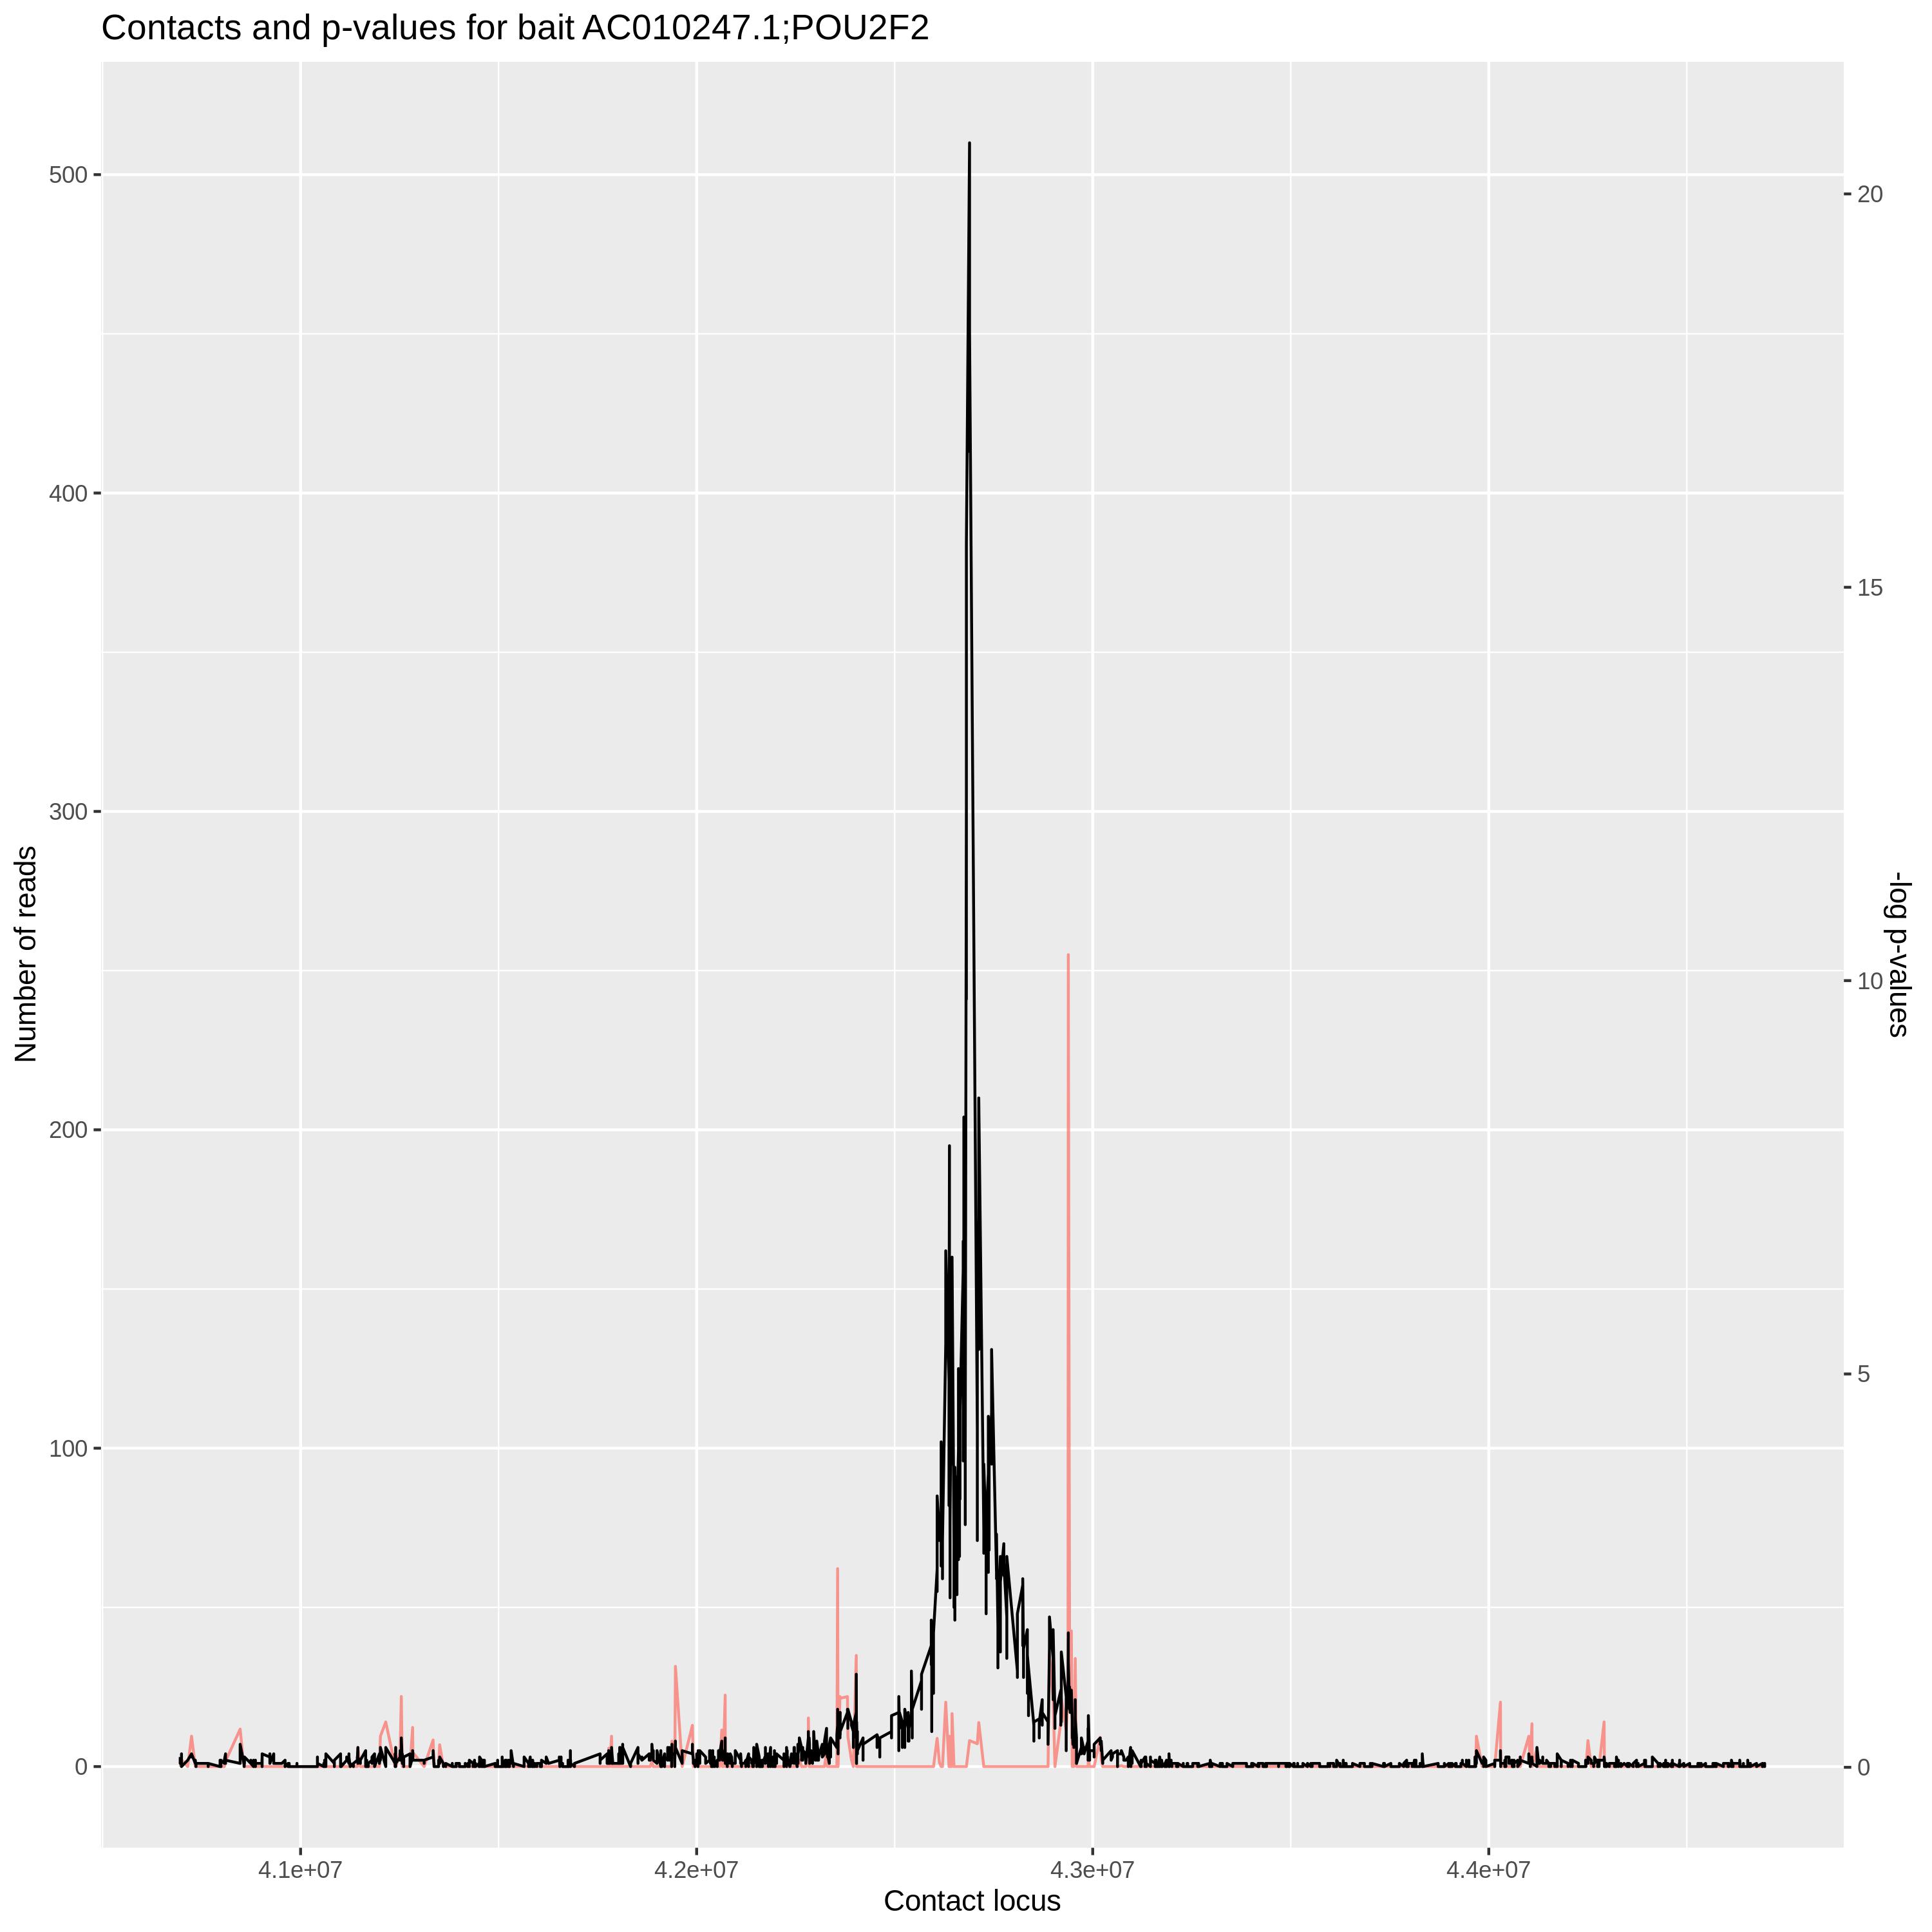 Contacts and p-values for bait AC010247.1;POU2F2
500
400
300
200
100
0
Number of reads
20
15
10
5
0
-log p-values
4.1e+07
4.2e+07
4.3e+07
4.4e+07
Contact locus